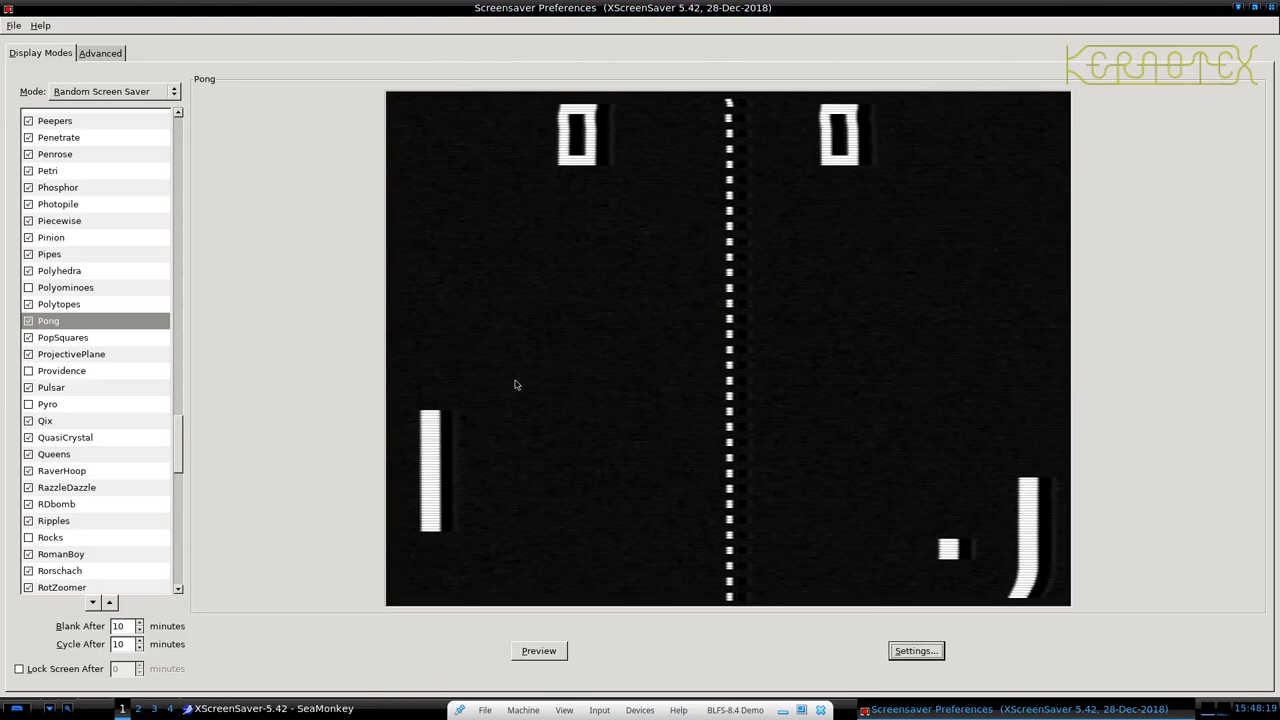 Screensaver Preferences (XScreenSaver 5.42, 28-Dec-2018)
File Help
Display Modes Advanced
KERNOTEX
Mode: Random Screen Saver
Pong
Peepers
Penetrate
Penrose
Petri
Phosphor
Photopile
Piecewise
Pinion
Pipes
Polyhedra
Polyominoes
Polytopes
Pong
PopSquares
ProjectivePlane
Providence
Pulsar
Pyro
Qix
QuasiCrystal
Queens
RaverHoop
RazzleDazzle
RDbomb
Ripples
Rocks
RomanBoy
Rorschach
RotZoomer
0 0
Blank After 10 minutes
Cycle After 10 minutes
Lock Screen After 0 minutes
Preview Settings...
1 2 3 4 XScreenSaver-5.42 - SeaMonkey File Machine View Input Devices Help BLFS-8.4 Demo Screensaver Preferences (XScreenSaver 5.42, 28-Dec-2018) 15:48:19